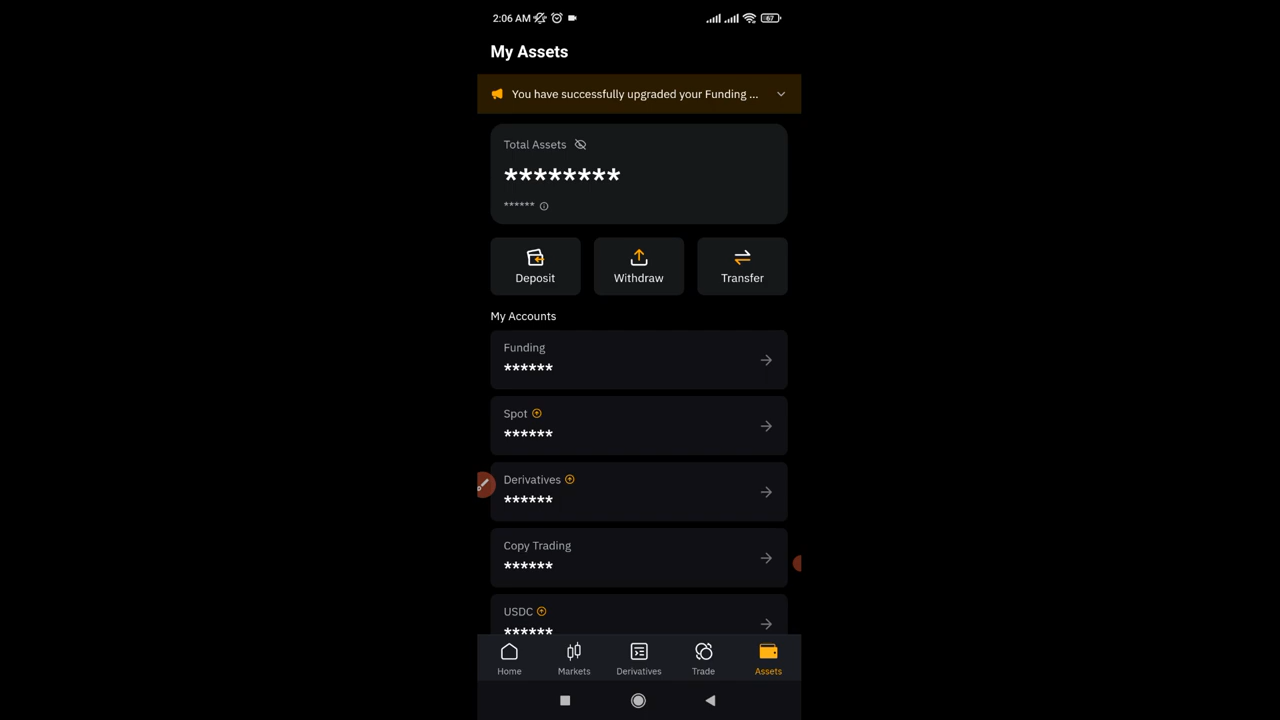 2:06 AM
67
My Assets
You have successfully upgraded your Funding ...
Total Assets
********
******
Deposit
Withdraw
Transfer
My Accounts
Funding
******
Spot
******
Derivatives
******
Copy Trading
******
USDC
******
Home
Markets
Derivatives
Trade
Assets